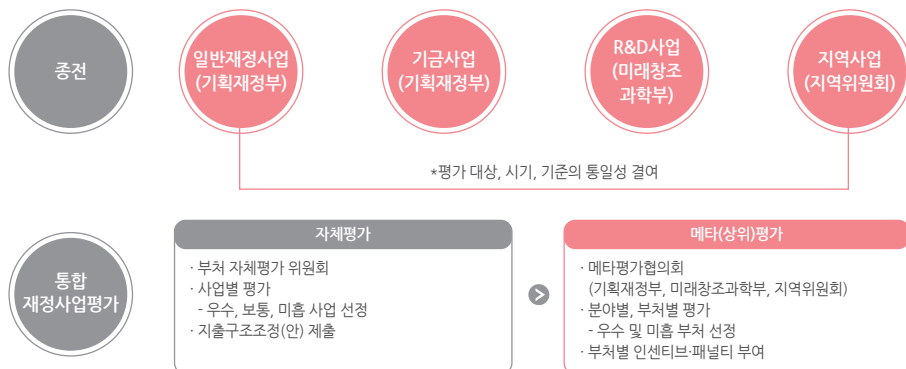 종전
일반재정사업
(기획재정부)
기금사업
(기획재정부)
R&D사업
(미래창조
과학부)
지역사업
(지역위원회)
*평가 대상, 시기, 기준의 통일성 결여
통합
재정사업평가
자체평가
· 부처 자체평가 위원회
· 사업별 평가
- 우수, 보통, 미흡 사업 선정
· 지출구조조정(안) 제출
메타(상위)평가
· 메타평가협의회
(기획재정부, 미래창조과학부, 지역위원회)
· 분야별, 부처별 평가
- 우수 및 미흡 부처 선정
· 부처별 인센티브·패널티 부여